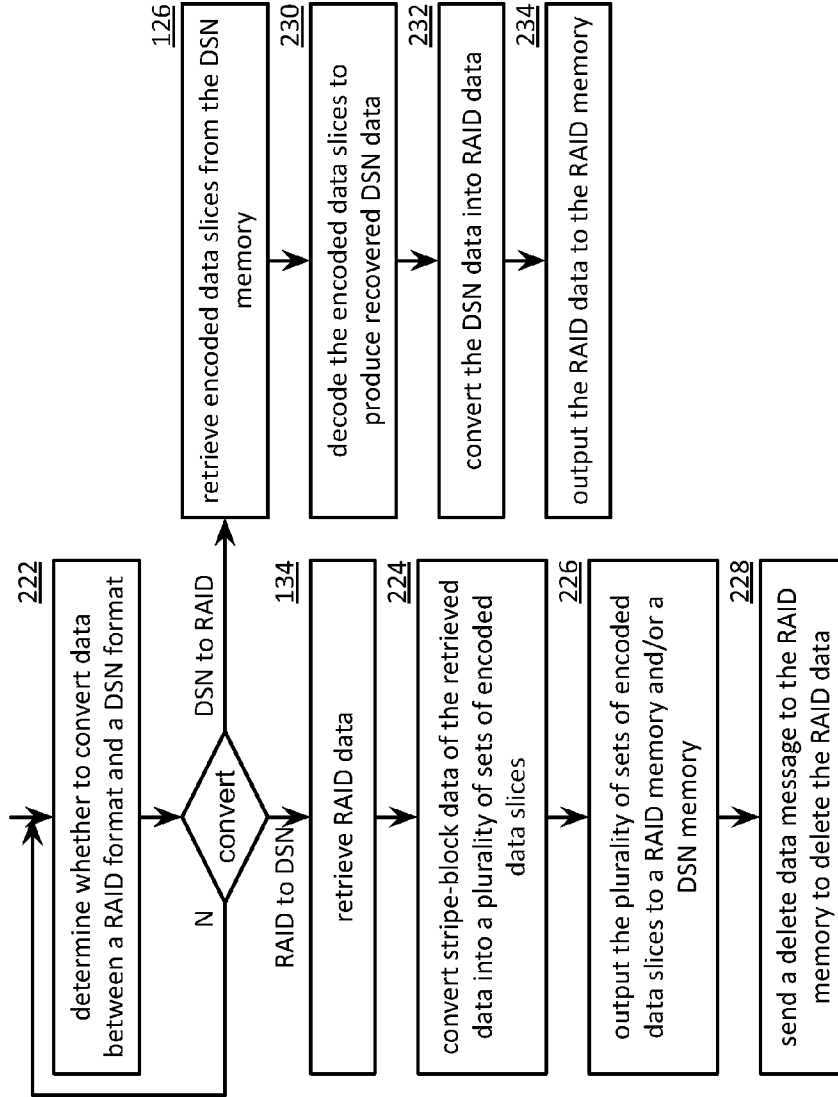 222
determine whether to convert data
between a RAID format and a DSN format
convert
N
DSN to RAID
RAID to DSN
134
retrieve RAID data
224
convert stripe-block data of the retrieved
data into a plurality of sets of encoded
data slices
226
output the plurality of sets of encoded
data slices to a RAID memory and/or a
DSN memory
228
send a delete data message to the RAID
memory to delete the RAID data
126
retrieve encoded data slices from the DSN
memory
230
decode the encoded data slices to
produce recovered DSN data
232
convert the DSN data into RAID data
234
output the RAID data to the RAID memory